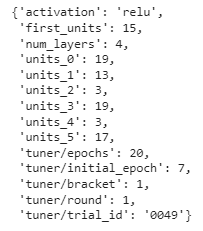 {'activation': 'relu',
 'first_units': 15,
 'num_layers': 4,
 'units_0': 19,
 'units_1': 13,
 'units_2': 3,
 'units_3': 19,
 'units_4': 3,
 'units_5': 17,
 'tuner/epochs': 20,
 'tuner/initial_epoch': 7,
 'tuner/bracket': 1,
 'tuner/round': 1,
 'tuner/trial_id': '0049'}